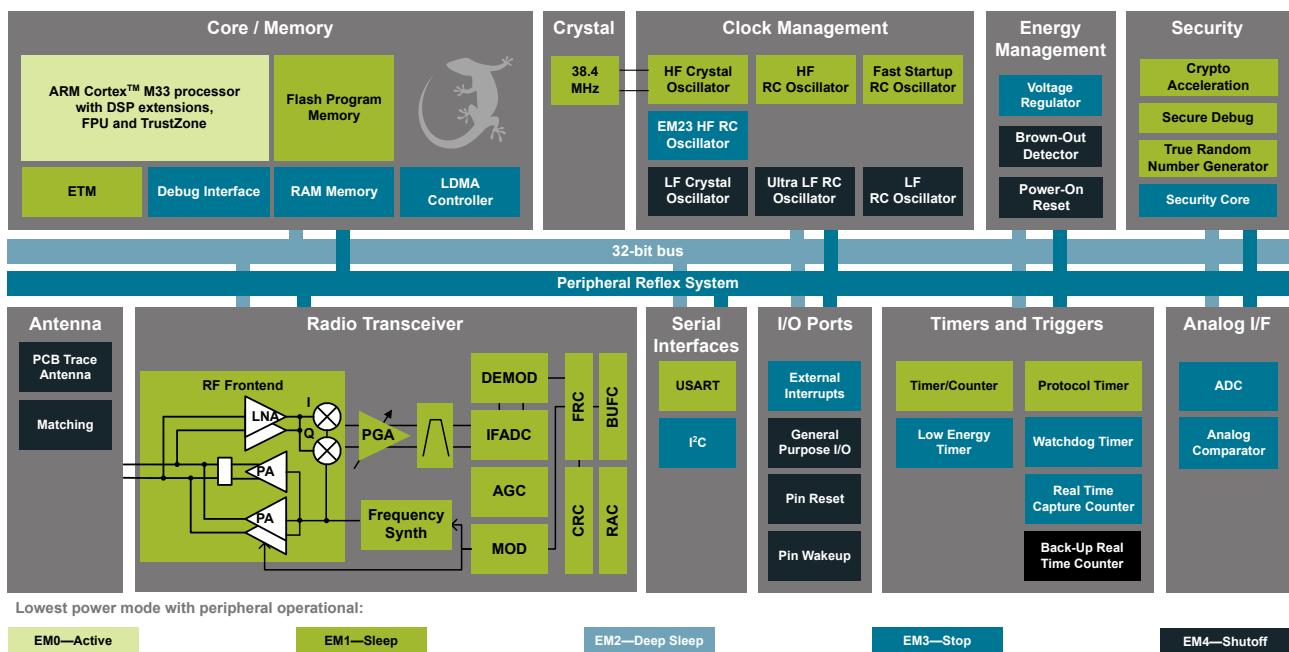 Core / Memory
ARM Cortex™ M33 processor
with DSP extensions,
FPU and TrustZone
Flash Program
Memory
ETM
Debug Interface
RAM Memory
LDMA
Controller
Crystal
38.4
MHz
Clock Management
HF Crystal
Oscillator
HF
RC Oscillator
Fast Startup
RC Oscillator
EM23 HF RC
Oscillator
LF Crystal
Oscillator
Ultra LF RC
Oscillator
LF
RC Oscillator
Energy
Management
Voltage
Regulator
Brown-Out
Detector
Power-On
Reset
Security
Crypto
Acceleration
Secure Debug
True Random
Number Generator
Security Core
32-bit bus
Peripheral Reflex System
Antenna
PCB Trace
Antenna
Matching
Radio Transceiver
RF Frontend
LNA
I
Q
PA
PA
PGA
Frequency
Synth
DEMOD
IFADC
AGC
MOD
FRC
BUFC
CRC
RAC
Serial
Interfaces
USART
I²C
I/O Ports
External
Interrupts
General
Purpose I/O
Pin Reset
Pin Wakeup
Timers and Triggers
Timer/Counter
Protocol Timer
Low Energy
Timer
Watchdog Timer
Real Time
Capture Counter
Back-Up Real
Time Counter
Analog I/F
ADC
Analog
Comparator
Lowest power mode with peripheral operational:
EM0—Active
EM1—Sleep
EM2—Deep Sleep
EM3—Stop
EM4—Shutoff